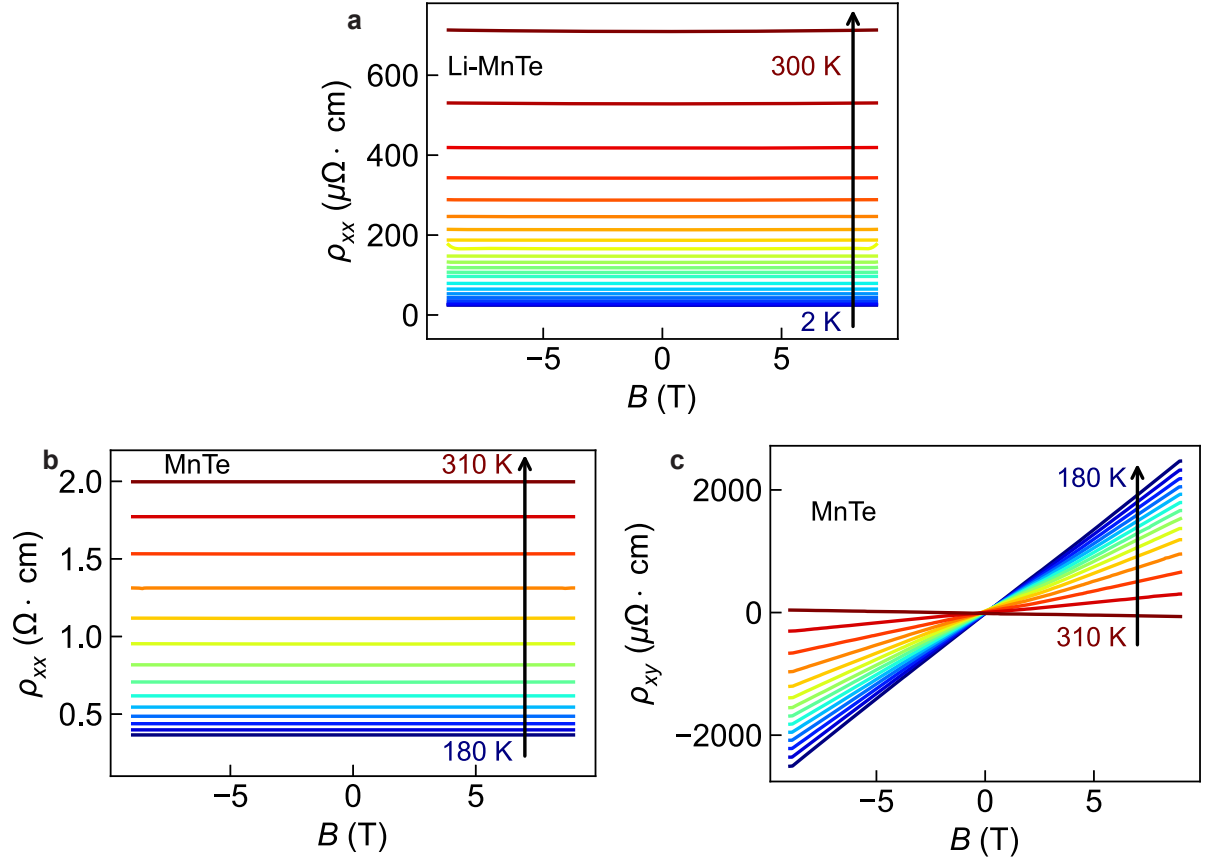 a
Li-MnTe
300 K
2 K
600
400
200
0
ρxx (μΩ· cm)
−5
0
5
B (T)
b
MnTe
310 K
180 K
2.0
1.5
1.0
0.5
ρxx (Ω· cm)
−5
0
5
B (T)
c
180 K
MnTe
310 K
2000
0
−2000
ρxy (μΩ· cm)
−5
0
5
B (T)